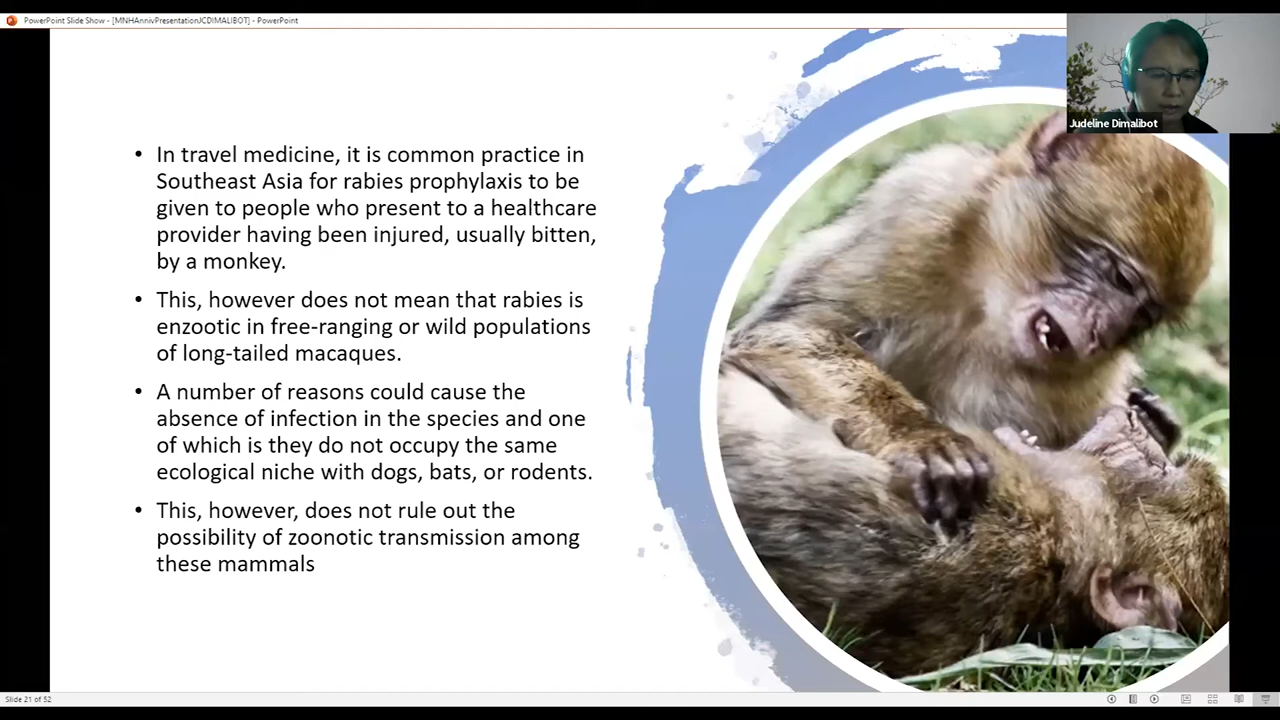 PowerPoint Slide Show - [MNHAnnivPresentationJCDIMALIBOT] - PowerPoint
Judeline Dimalibot
• In travel medicine, it is common practice in
Southeast Asia for rabies prophylaxis to be
given to people who present to a healthcare
provider having been injured, usually bitten,
by a monkey.
• This, however does not mean that rabies is
enzootic in free-ranging or wild populations
of long-tailed macaques.
• A number of reasons could cause the
absence of infection in the species and one
of which is they do not occupy the same
ecological niche with dogs, bats, or rodents.
• This, however, does not rule out the
possibility of zoonotic transmission among
these mammals
Slide 21 of 52